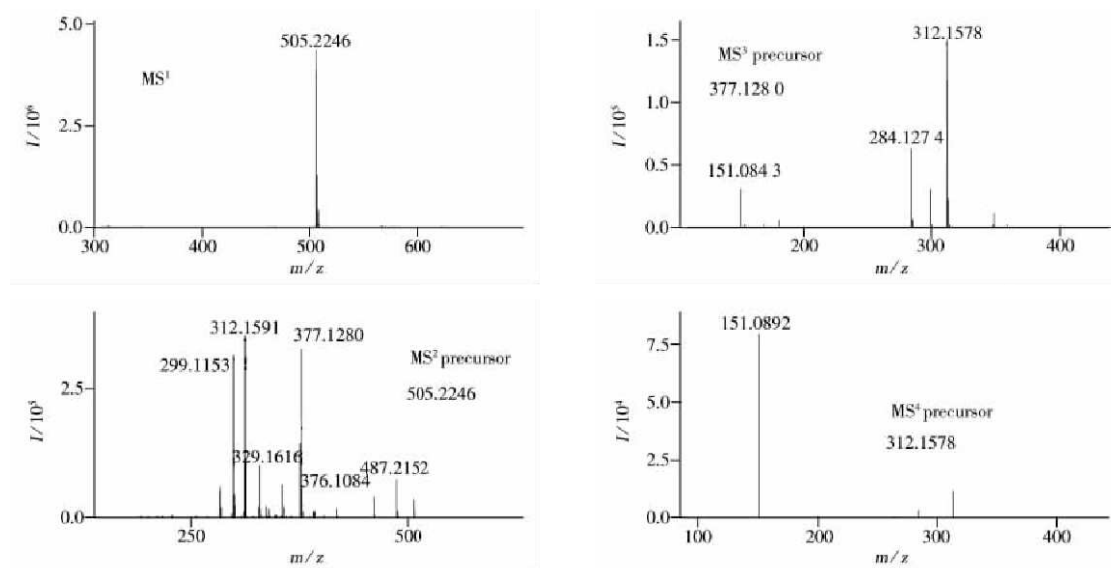 5.0
505.2246
MS¹
2.5
I/10⁶
0.0
300 400 500 600
m/z
1.5
312.1578
MS³ precursor
377.128 0
1.0
I/10⁵
284.127 4
0.5
151.084 3
0.0
200 300 400
m/z
312.1591
377.1280
299.1153
MS² precursor
2.5
505.2246
I/10⁵
329.1616
487.2152
376.1084
0.0
250 500
m/z
151.0892
7.5
5.0
MS⁴ precursor
I/10⁴
312.1578
2.5
0.0
100 200 300 400
m/z